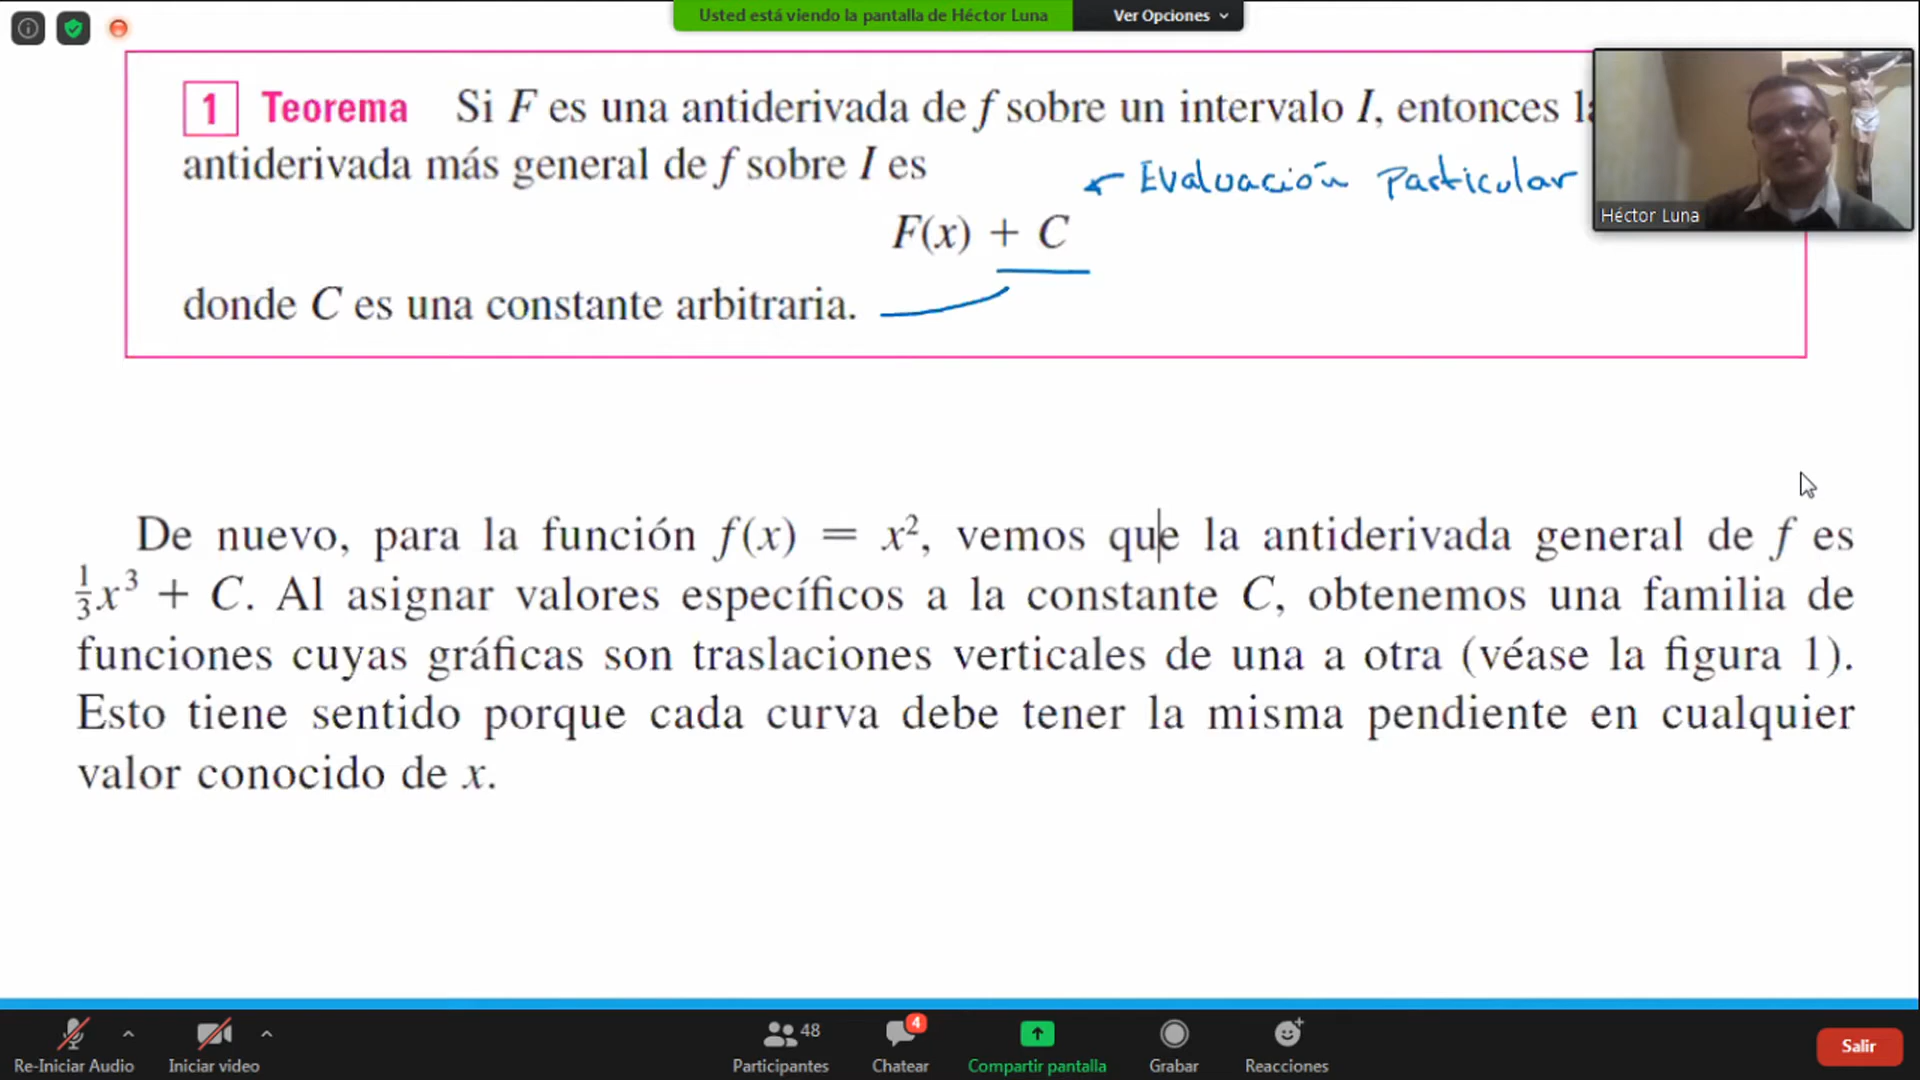 Usted está viendo la pantalla de Héctor Luna
Ver Opciones
1 Teorema Si F es una antiderivada de f sobre un intervalo I, entonces
antiderivada más general de f sobre I es
Evaluación Particular
Héctor Luna
F(x) + C
donde C es una constante arbitraria.
De nuevo, para la función f(x) = x², vemos que la antiderivada general de f es
⅓x³ + C. Al asignar valores específicos a la constante C, obtenemos una familia de
funciones cuyas gráficas son traslaciones verticales de una a otra (véase la figura 1).
Esto tiene sentido porque cada curva debe tener la misma pendiente en cualquier
valor conocido de x.
48
4
Re-Iniciar Audio
Iniciar video
Participantes
Chatear
Compartir pantalla
Grabar
Reacciones
Salir